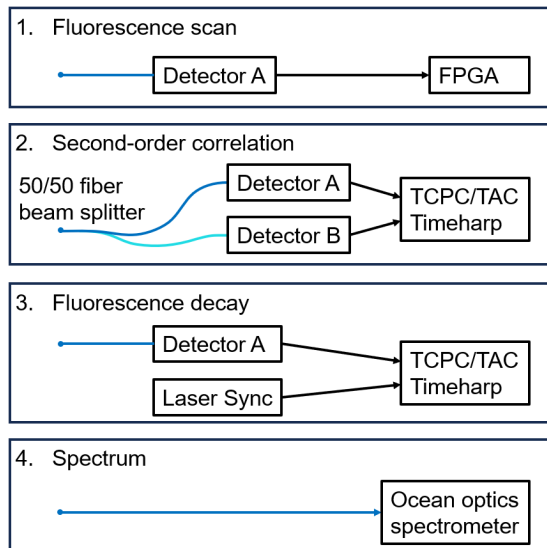 1. Fluorescence scan
Detector A
FPGA
2. Second-order correlation
50/50 fiber
beam splitter
Detector A
Detector B
TCPC/TAC
Timeharp
3. Fluorescence decay
Detector A
Laser Sync
TCPC/TAC
Timeharp
4. Spectrum
Ocean optics
spectrometer